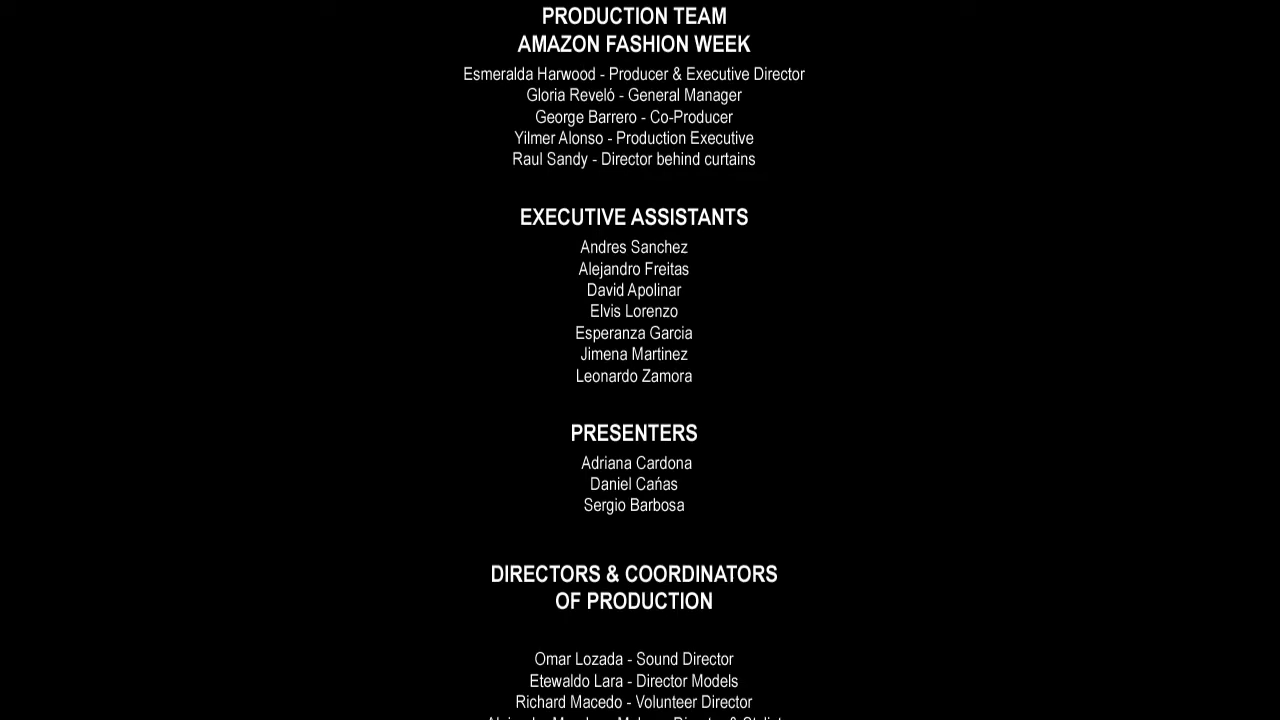 PRODUCTION TEAM
AMAZON FASHION WEEK
Esmeralda Harwood - Producer & Executive Director
Gloria Reveló - General Manager
George Barrero - Co-Producer
Yilmer Alonso - Production Executive
Raul Sandy - Director behind curtains
EXECUTIVE ASSISTANTS
Andres Sanchez
Alejandro Freitas
David Apolinar
Elvis Lorenzo
Esperanza Garcia
Jimena Martinez
Leonardo Zamora
PRESENTERS
Adriana Cardona
Daniel Cańas
Sergio Barbosa
DIRECTORS & COORDINATORS
OF PRODUCTION
Omar Lozada - Sound Director
Etewaldo Lara - Director Models
Richard Macedo - Volunteer Director